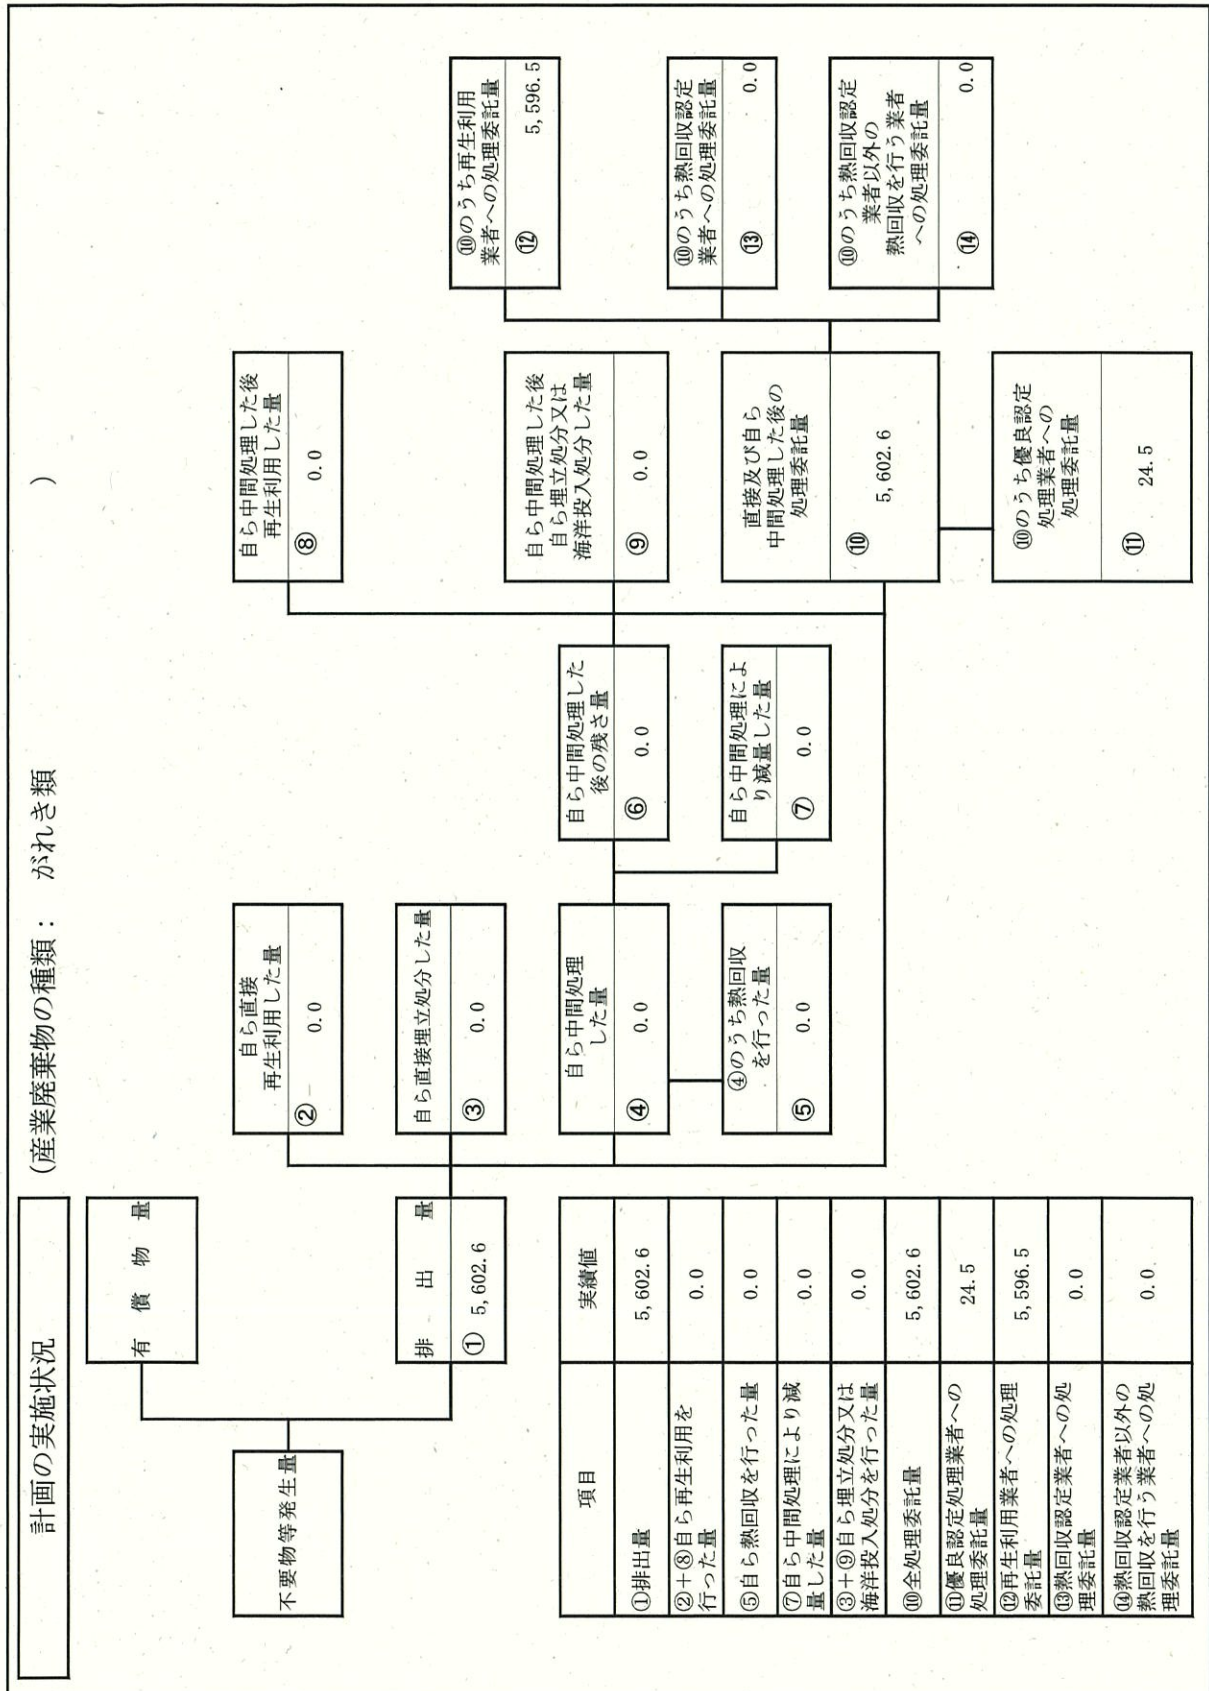 計画の実施状況
(産業廃棄物の種類： がれき類 )
不要物等発生量
有償物量
排出量
① 5,602.6
自ら直接
再生利用した量
② 0.0
自ら直接埋立処分した量
③ 0.0
自ら中間処理
した量
④ 0.0
④のうち熱回収
を行った量
⑤ 0.0
自ら中間処理した
後の残さ量
⑥ 0.0
自ら中間処理によ
り減量した量
⑦ 0.0
自ら中間処理した後
再生利用した量
⑧ 0.0
自ら中間処理した後
自ら埋立処分又は
海洋投入処分した量
⑨ 0.0
直接及び自ら
中間処理した後の
処理委託量
⑩ 5,602.6
⑩のうち優良認定
処理業者への
処理委託量
⑪ 24.5
⑩のうち再生利用
業者への処理委託量
⑫ 5,596.5
⑩のうち熱回収認定
業者への処理委託量
⑬ 0.0
⑩のうち熱回収認定
業者以外の
熱回収を行う業者
への処理委託量
⑭ 0.0
項目 実績値
①排出量 5,602.6
②+⑧自ら再生利用を
行った量 0.0
⑤自ら熱回収を行った量 0.0
⑦自ら中間処理により減
量した量 0.0
③+⑨自ら埋立処分又は
海洋投入処分を行った量 0.0
⑩全処理委託量 5,602.6
⑪優良認定処理業者への
処理委託量 24.5
⑫再生利用業者への処理
委託量 5,596.5
⑬熱回収認定業者への処
理委託量 0.0
⑭熱回収認定業者以外の
熱回収を行う業者への処
理委託量 0.0